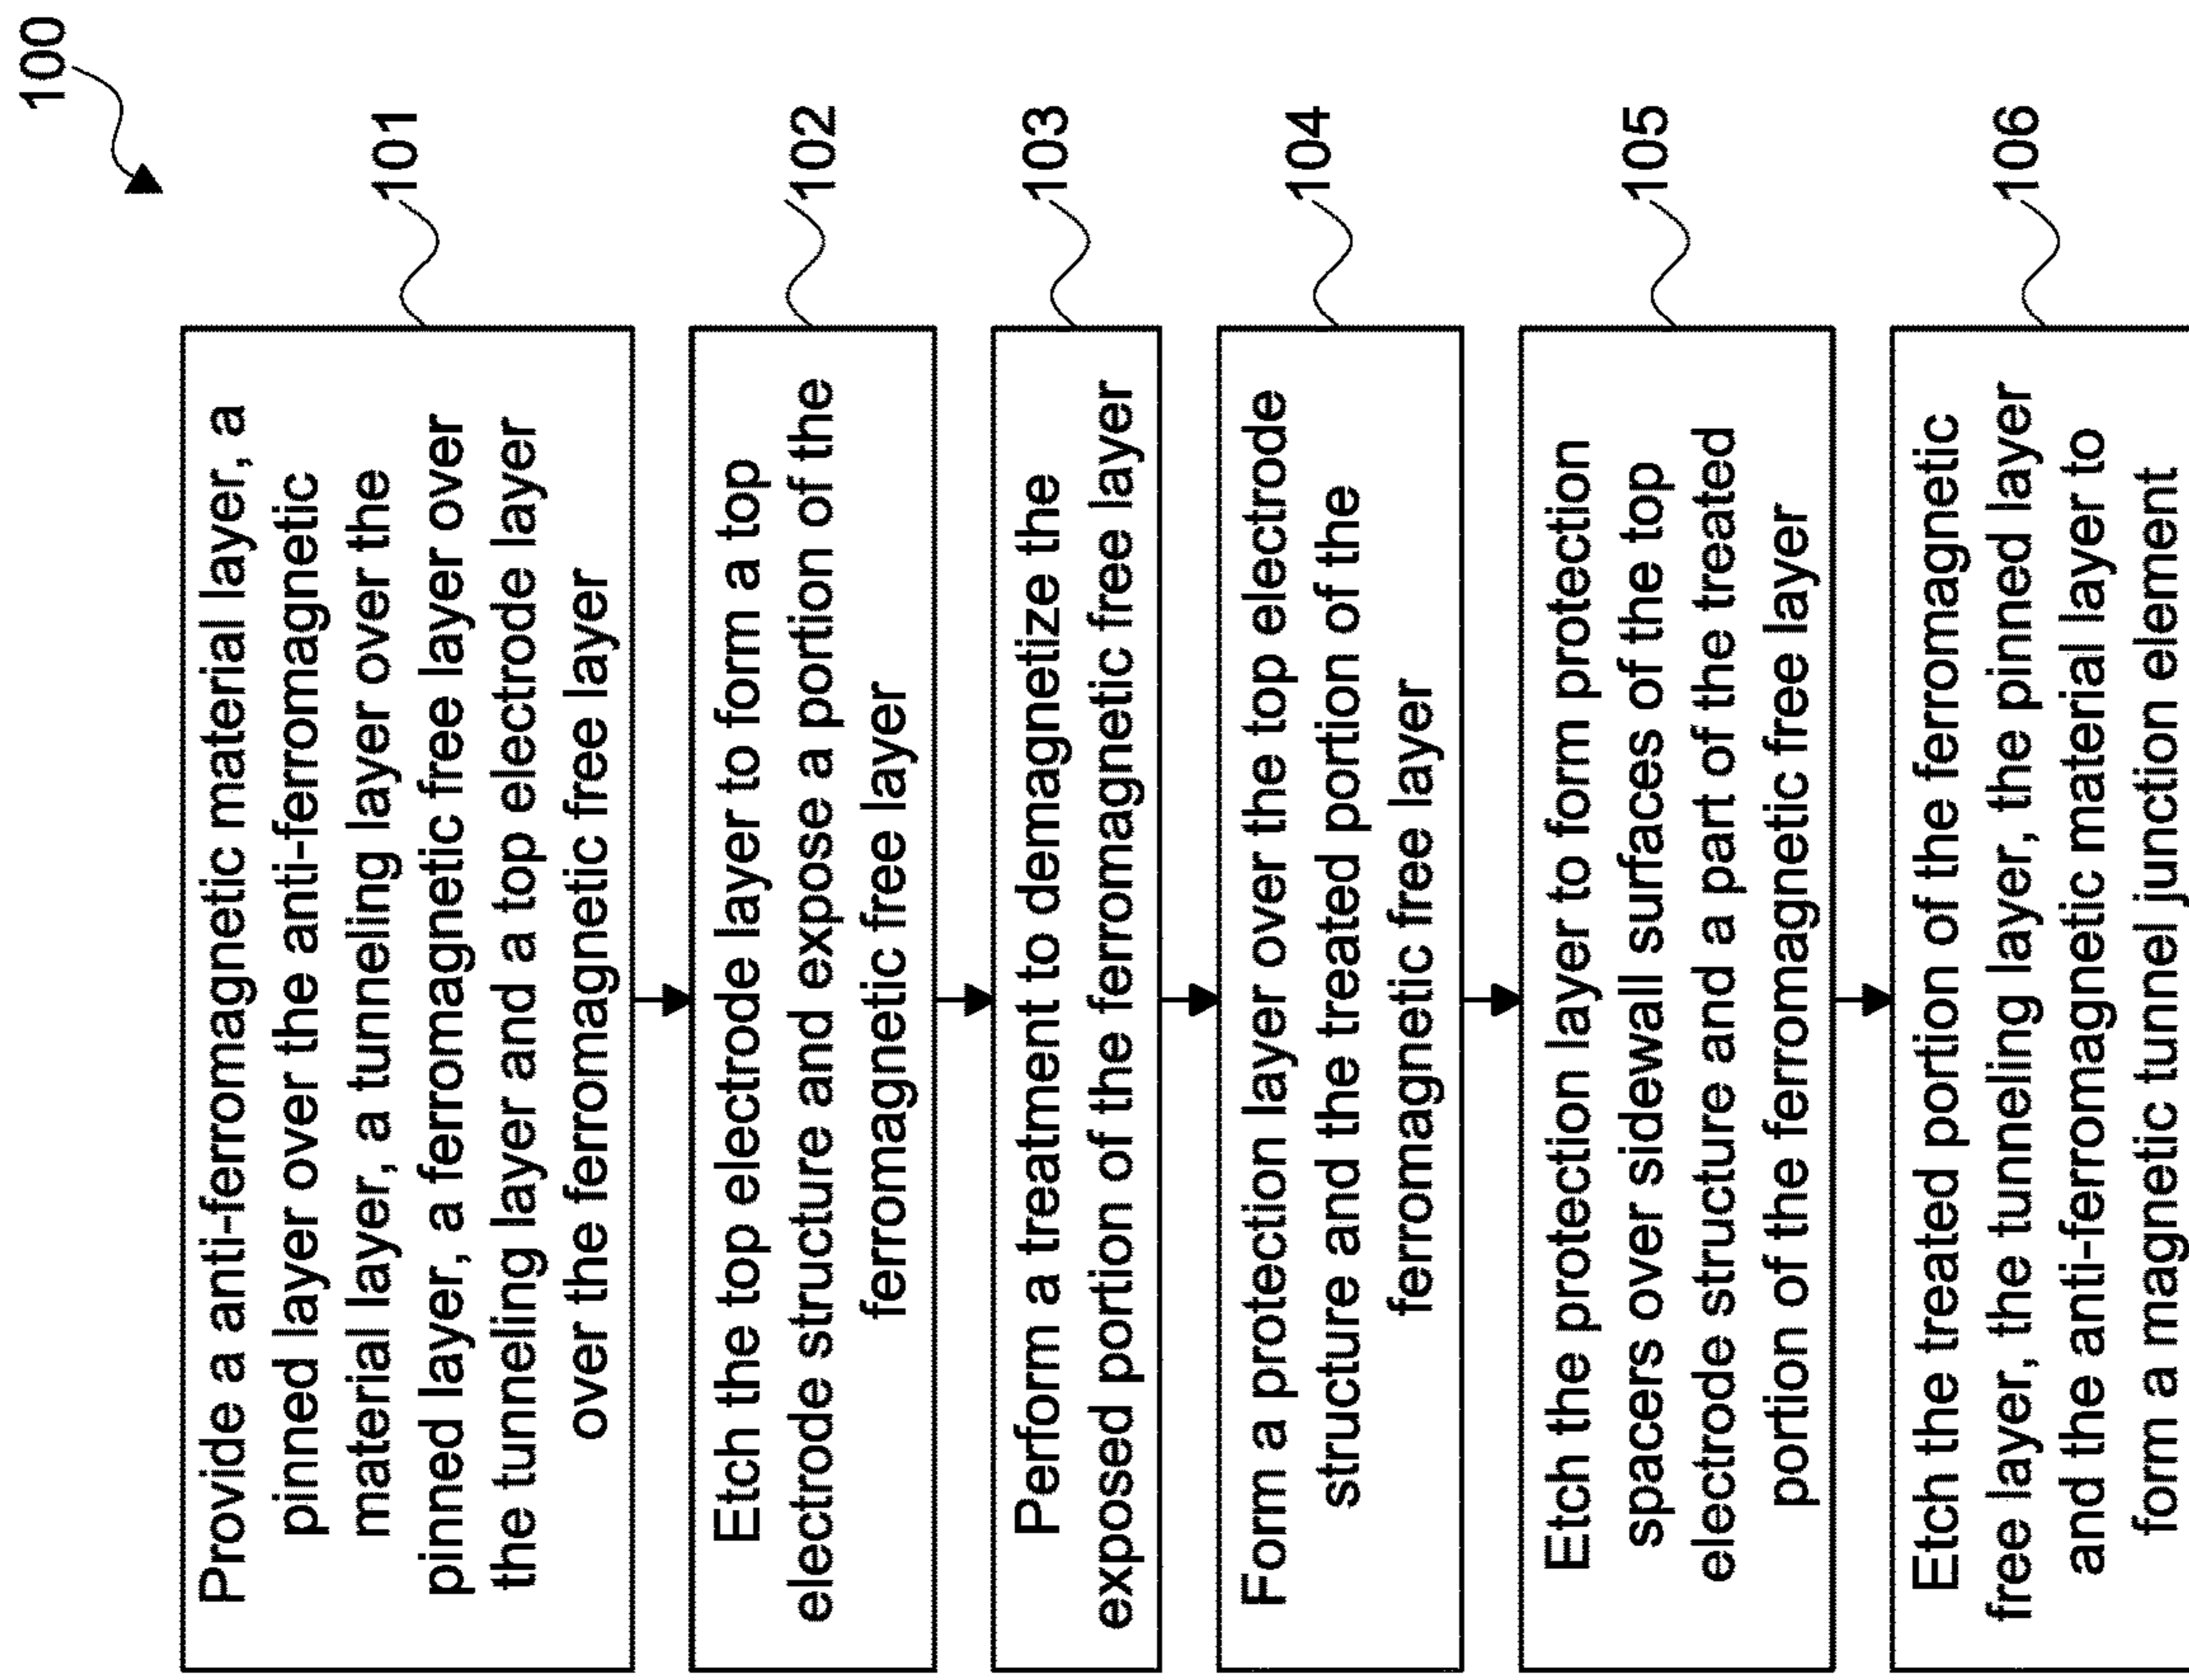 100
Provide a anti-ferromagnetic material layer, a
pinned layer over the anti-ferromagnetic
material layer, a tunneling layer over the
pinned layer, a ferromagnetic free layer over
the tunneling layer and a top electrode layer
over the ferromagnetic free layer
101
Etch the top electrode layer to form a top
electrode structure and expose a portion of the
ferromagnetic free layer
102
Perform a treatment to demagnetize the
exposed portion of the ferromagnetic free layer
103
Form a protection layer over the top electrode
structure and the treated portion of the
ferromagnetic free layer
104
Etch the protection layer to form protection
spacers over sidewall surfaces of the top
electrode structure and a part of the treated
portion of the ferromagnetic free layer
105
Etch the treated portion of the ferromagnetic
free layer, the tunneling layer, the pinned layer
and the anti-ferromagnetic material layer to
form a magnetic tunnel junction element
106